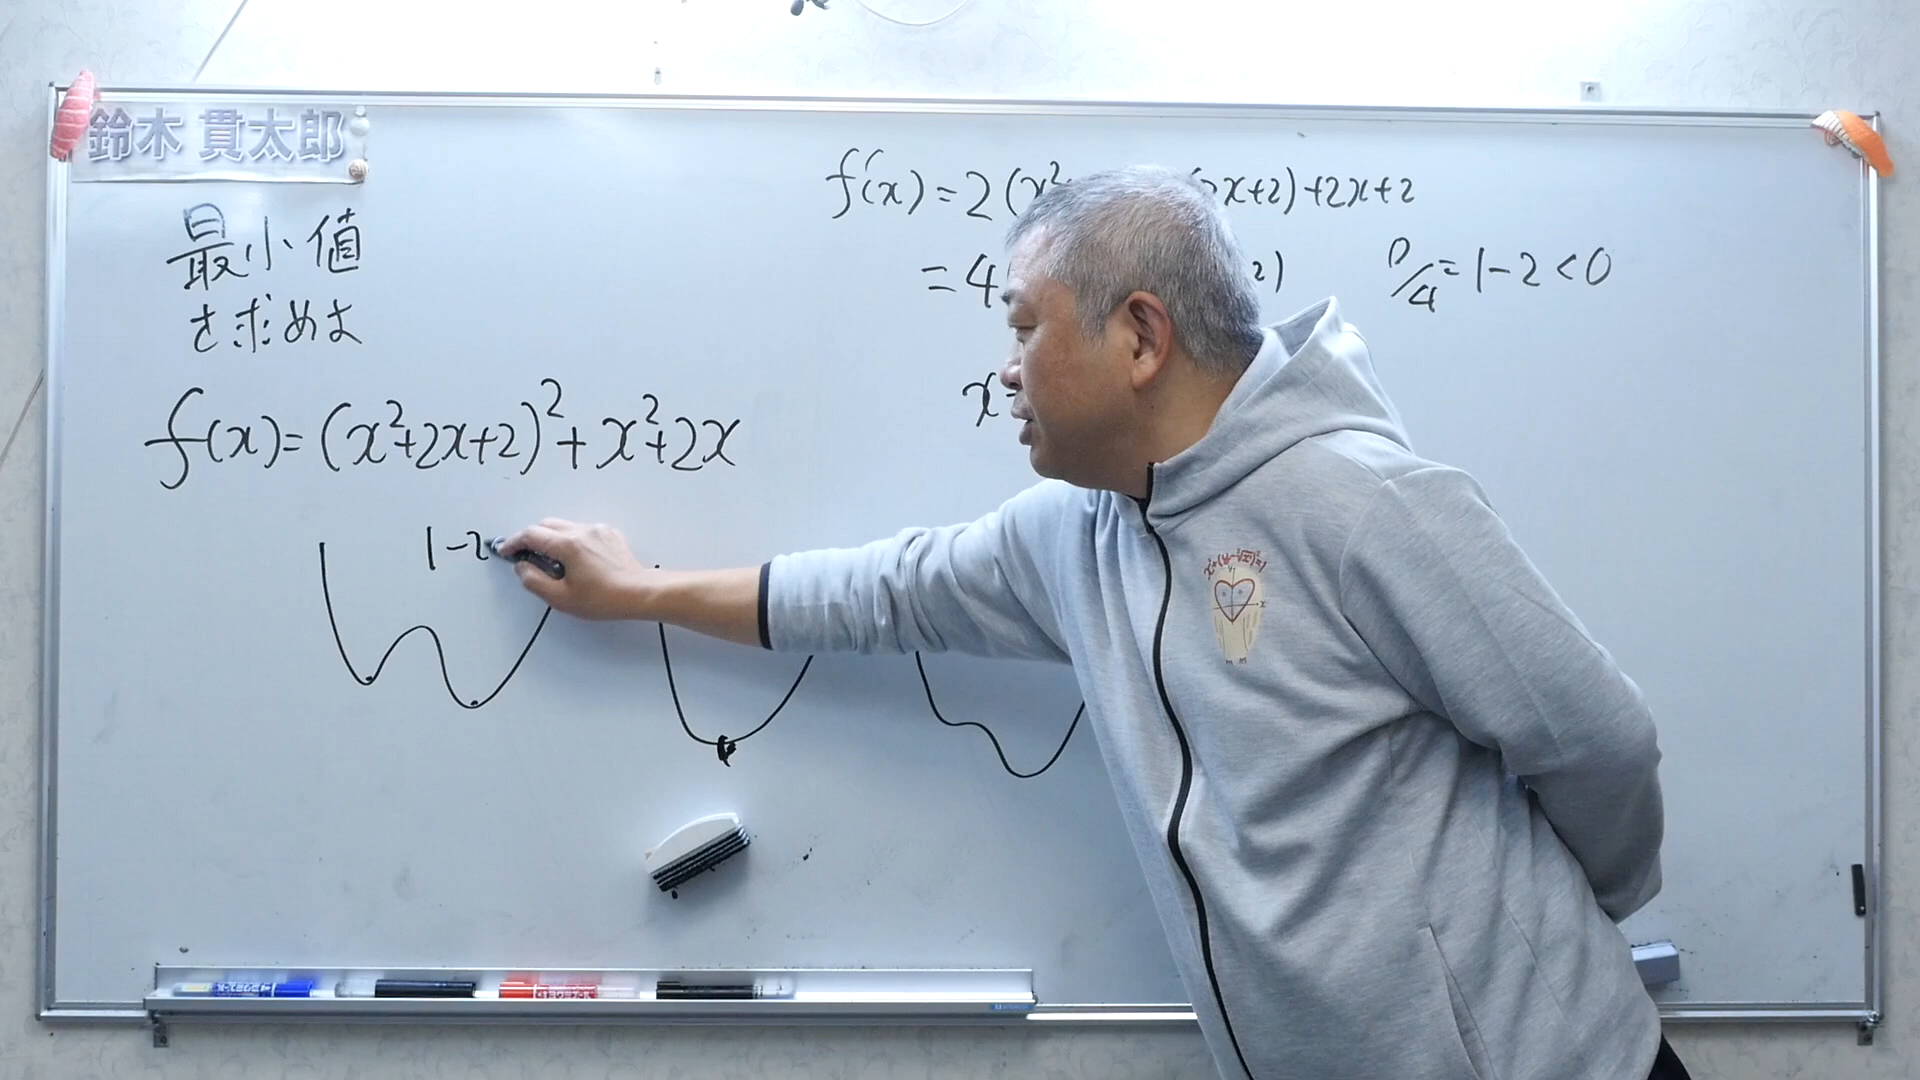 鈴木 貫太郎
最小値
を求めよ
f(x)=(x²+2x+2)²+x²+2x
1-2
f'(x)=2(x² x+2)+2x+2
=4 2)
D/4=1-2<0
x=